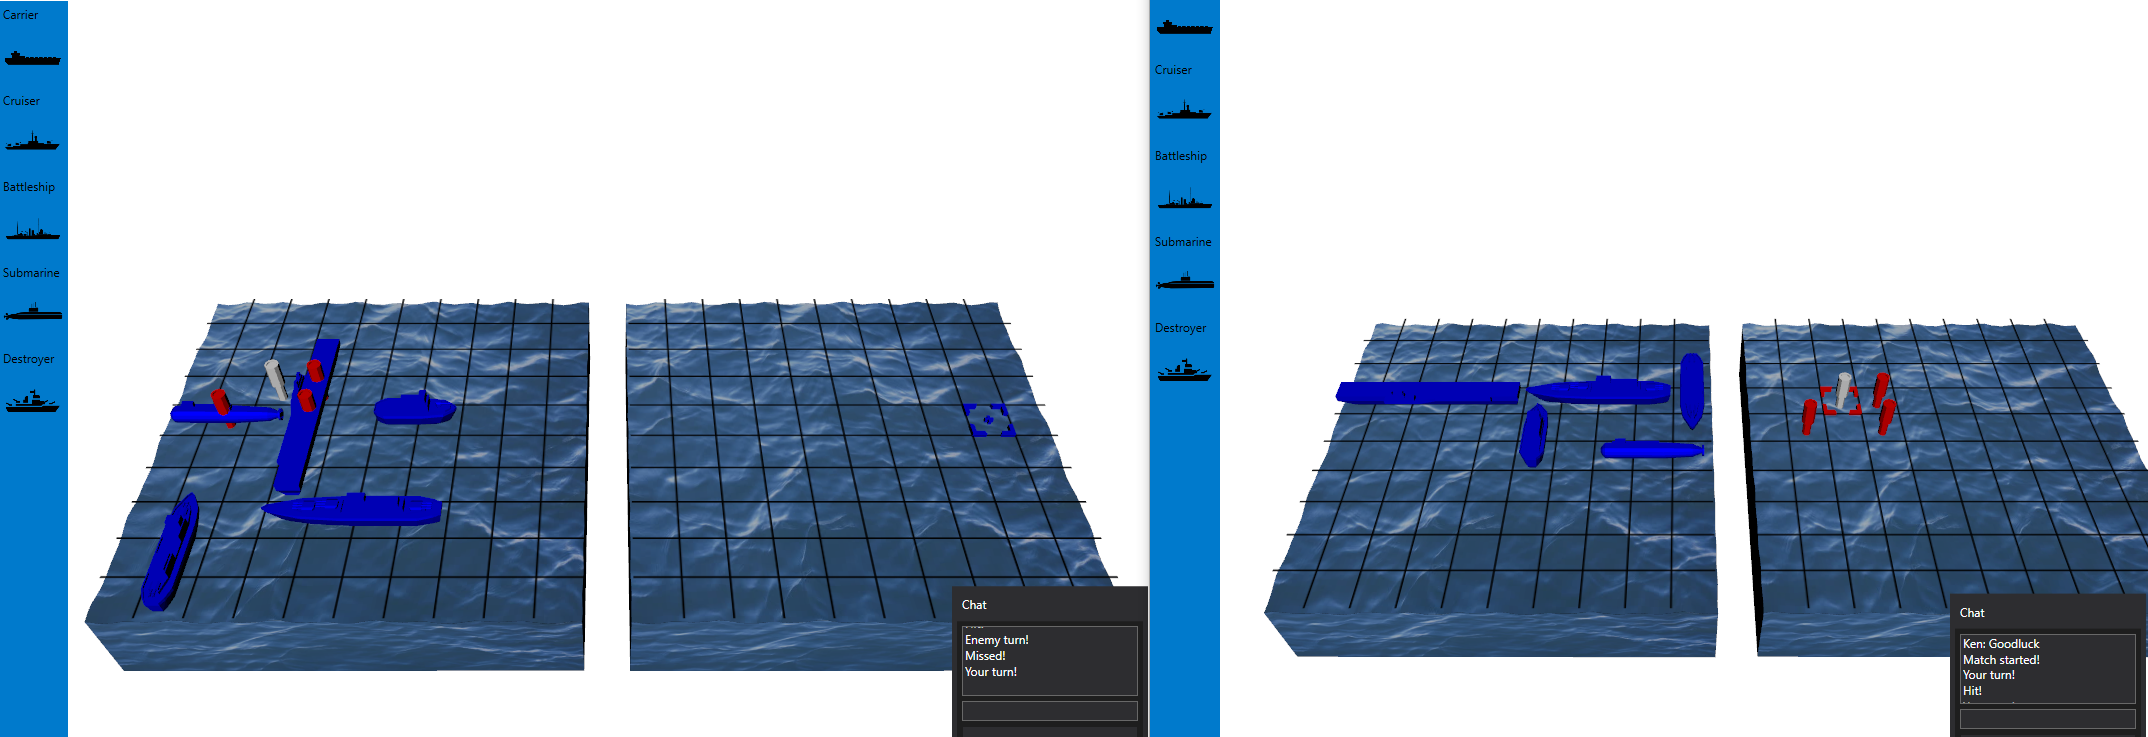 Carrier
Cruiser
Battleship
Submarine
Destroyer
Chat
Enemy turn!
Missed!
Your turn!
Cruiser
Battleship
Submarine
Destroyer
Chat
Ken: Goodluck
Match started!
Your turn!
Hit!